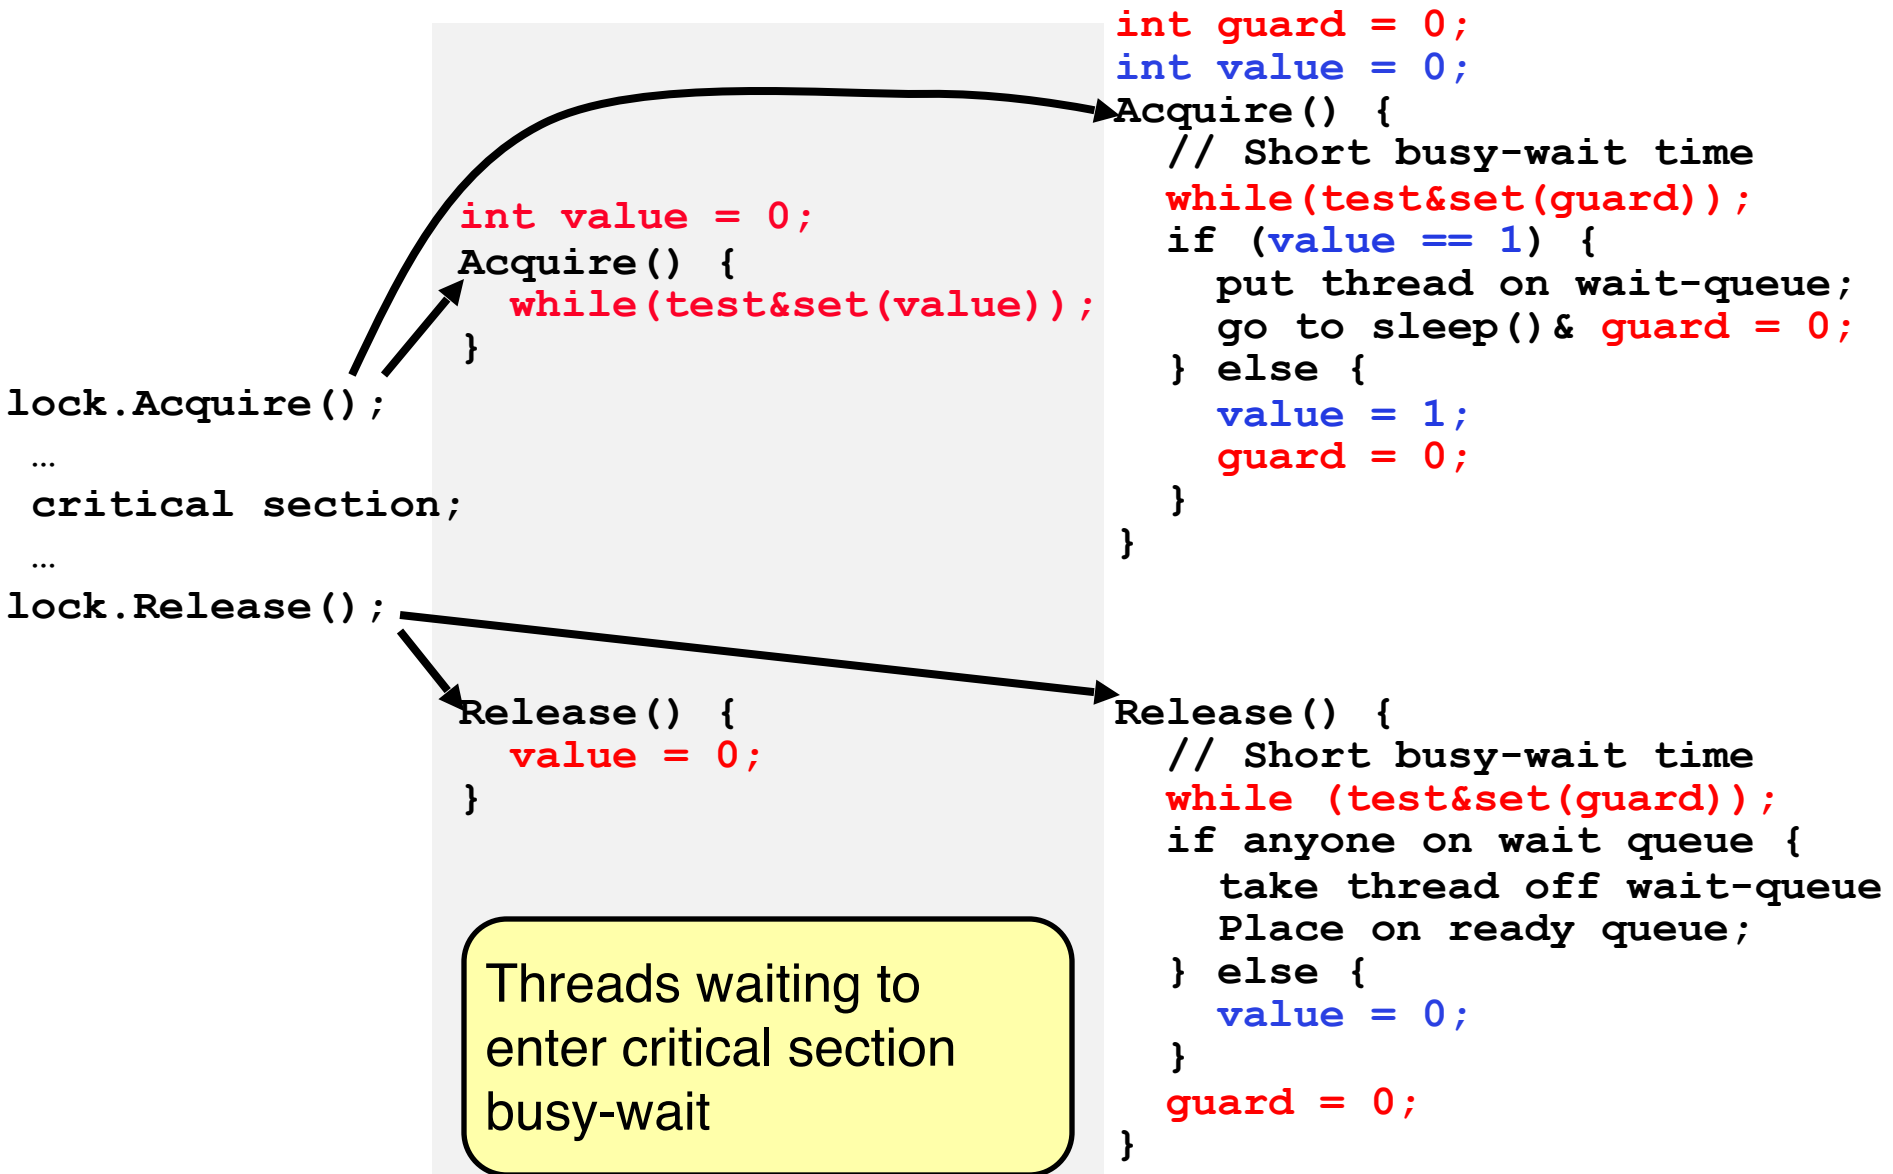 lock.Acquire();
…
critical section;
…
lock.Release();
int value = 0;
Acquire() {
while(test&set(value));
}
Release() {
value = 0;
}
Threads waiting to
enter critical section
busy-wait
int guard = 0;
int value = 0;
Acquire() {
// Short busy-wait time
while(test&set(guard));
if (value == 1) {
put thread on wait-queue;
go to sleep()& guard = 0;
} else {
value = 1;
guard = 0;
}
}
Release() {
// Short busy-wait time
while (test&set(guard));
if anyone on wait queue {
take thread off wait-queue
Place on ready queue;
} else {
value = 0;
}
guard = 0;
}